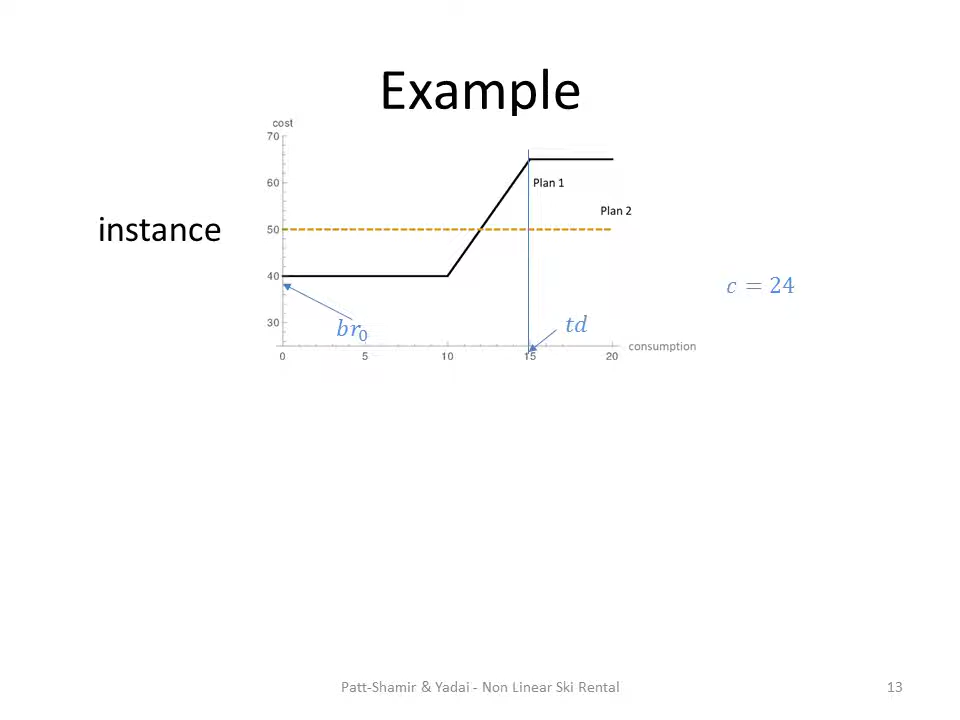 Example
cost
70
60
Plan 1
Plan 2
instance
50
40
c = 24
30
br₀
td
consumption
0 5 10 15 20
Patt-Shamir & Yadai - Non Linear Ski Rental
13